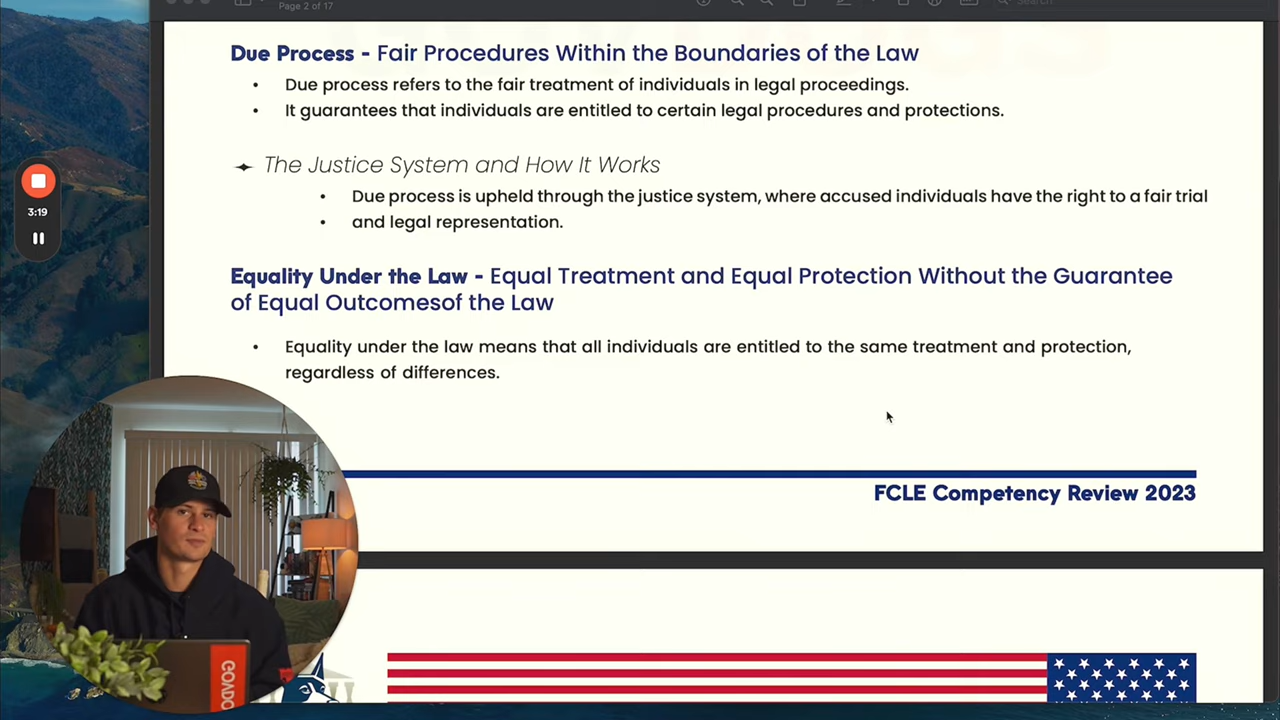 Page 2 of 17
Search
Due Process - Fair Procedures Within the Boundaries of the Law
• Due process refers to the fair treatment of individuals in legal proceedings.
• It guarantees that individuals are entitled to certain legal procedures and protections.
The Justice System and How It Works
• Due process is upheld through the justice system, where accused individuals have the right to a fair trial
• and legal representation.
Equality Under the Law - Equal Treatment and Equal Protection Without the Guarantee
of Equal Outcomesof the Law
• Equality under the law means that all individuals are entitled to the same treatment and protection,
regardless of differences.
3:19
FCLE Competency Review 2023